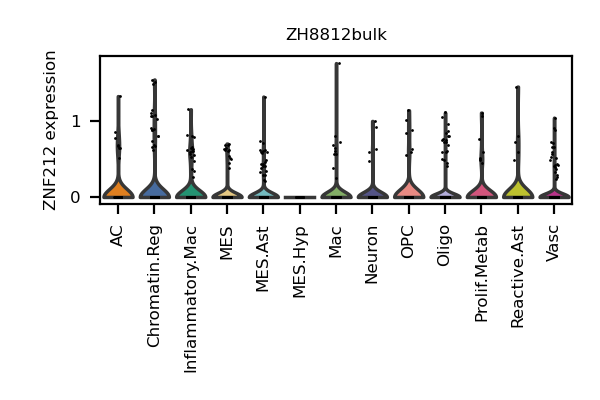 ZH8812bulk
ZNF212 expression
1
0
AC
Chromatin.Reg
Inflammatory.Mac
MES
MES.Ast
MES.Hyp
Mac
Neuron
OPC
Oligo
Prolif.Metab
Reactive.Ast
Vasc